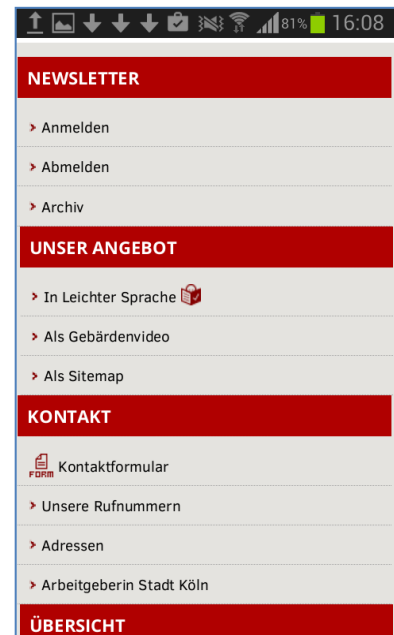 81% 16:08
NEWSLETTER
Anmelden
Abmelden
Archiv
UNSER ANGEBOT
In Leichter Sprache
Als Gebärdenvideo
Als Sitemap
KONTAKT
FORM Kontaktformular
Unsere Rufnummern
Adressen
Arbeitgeberin Stadt Köln
ÜBERSICHT